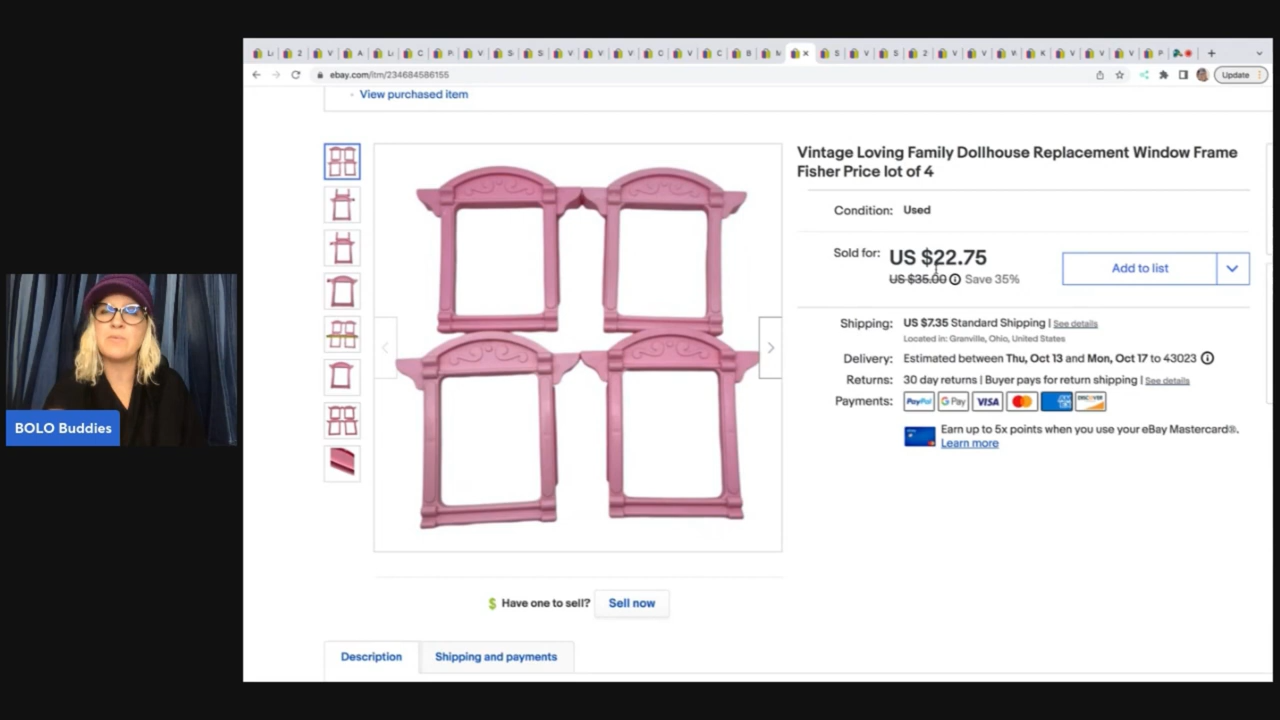 ebay.com/itm/234684586155
Update
View purchased item
Vintage Loving Family Dollhouse Replacement Window Frame
Fisher Price lot of 4
Condition: Used
Sold for: US $22.75
US $35.00 Save 35%
Add to list
Shipping: US $7.35 Standard Shipping | See details
Located in: Granville, Ohio, United States
Delivery: Estimated between Thu, Oct 13 and Mon, Oct 17 to 43023
Returns: 30 day returns | Buyer pays for return shipping | See details
Payments: PayPal G Pay VISA DISCOVER
Earn up to 5x points when you use your eBay Mastercard®.
Learn more
BOLO Buddies
$ Have one to sell? Sell now
Description Shipping and payments